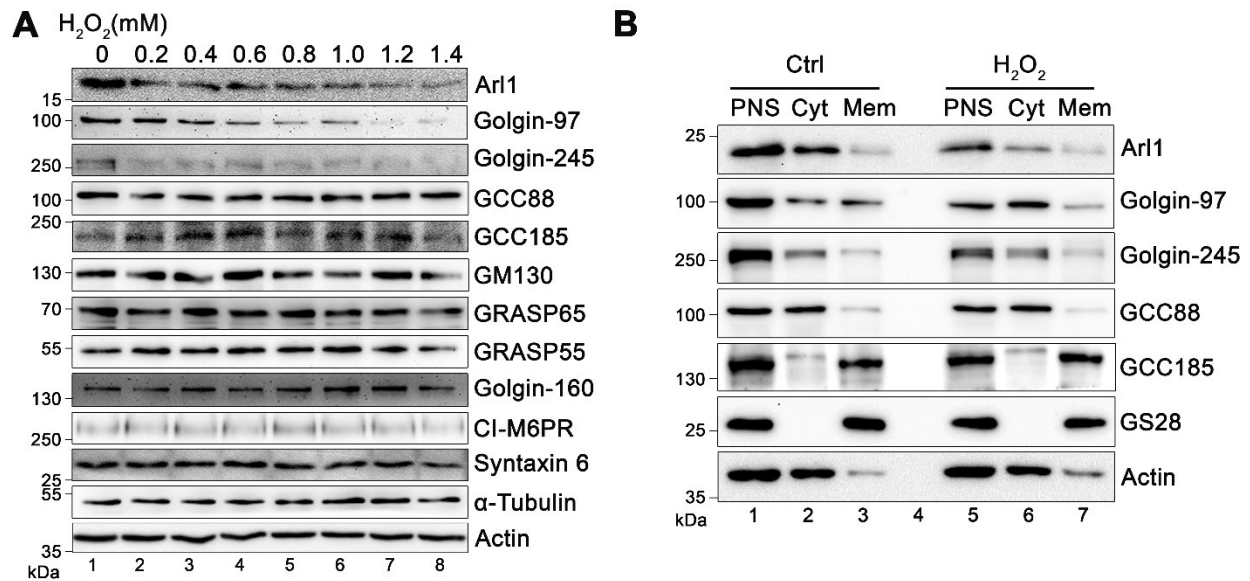 A
H₂O₂(mM)
0 0.2 0.4 0.6 0.8 1.0 1.2 1.4
Arl1
15
100
Golgin-97
250
Golgin-245
100
GCC88
250
GCC185
130
GM130
70
GRASP65
55
GRASP55
130
Golgin-160
250
CI-M6PR
25
Syntaxin 6
55
α-Tubulin
35
Actin
kDa
1 2 3 4 5 6 7 8
B
Ctrl H₂O₂
PNS Cyt Mem PNS Cyt Mem
25
Arl1
100
Golgin-97
250
Golgin-245
100
GCC88
130
GCC185
25
GS28
35
Actin
kDa
1 2 3 4 5 6 7